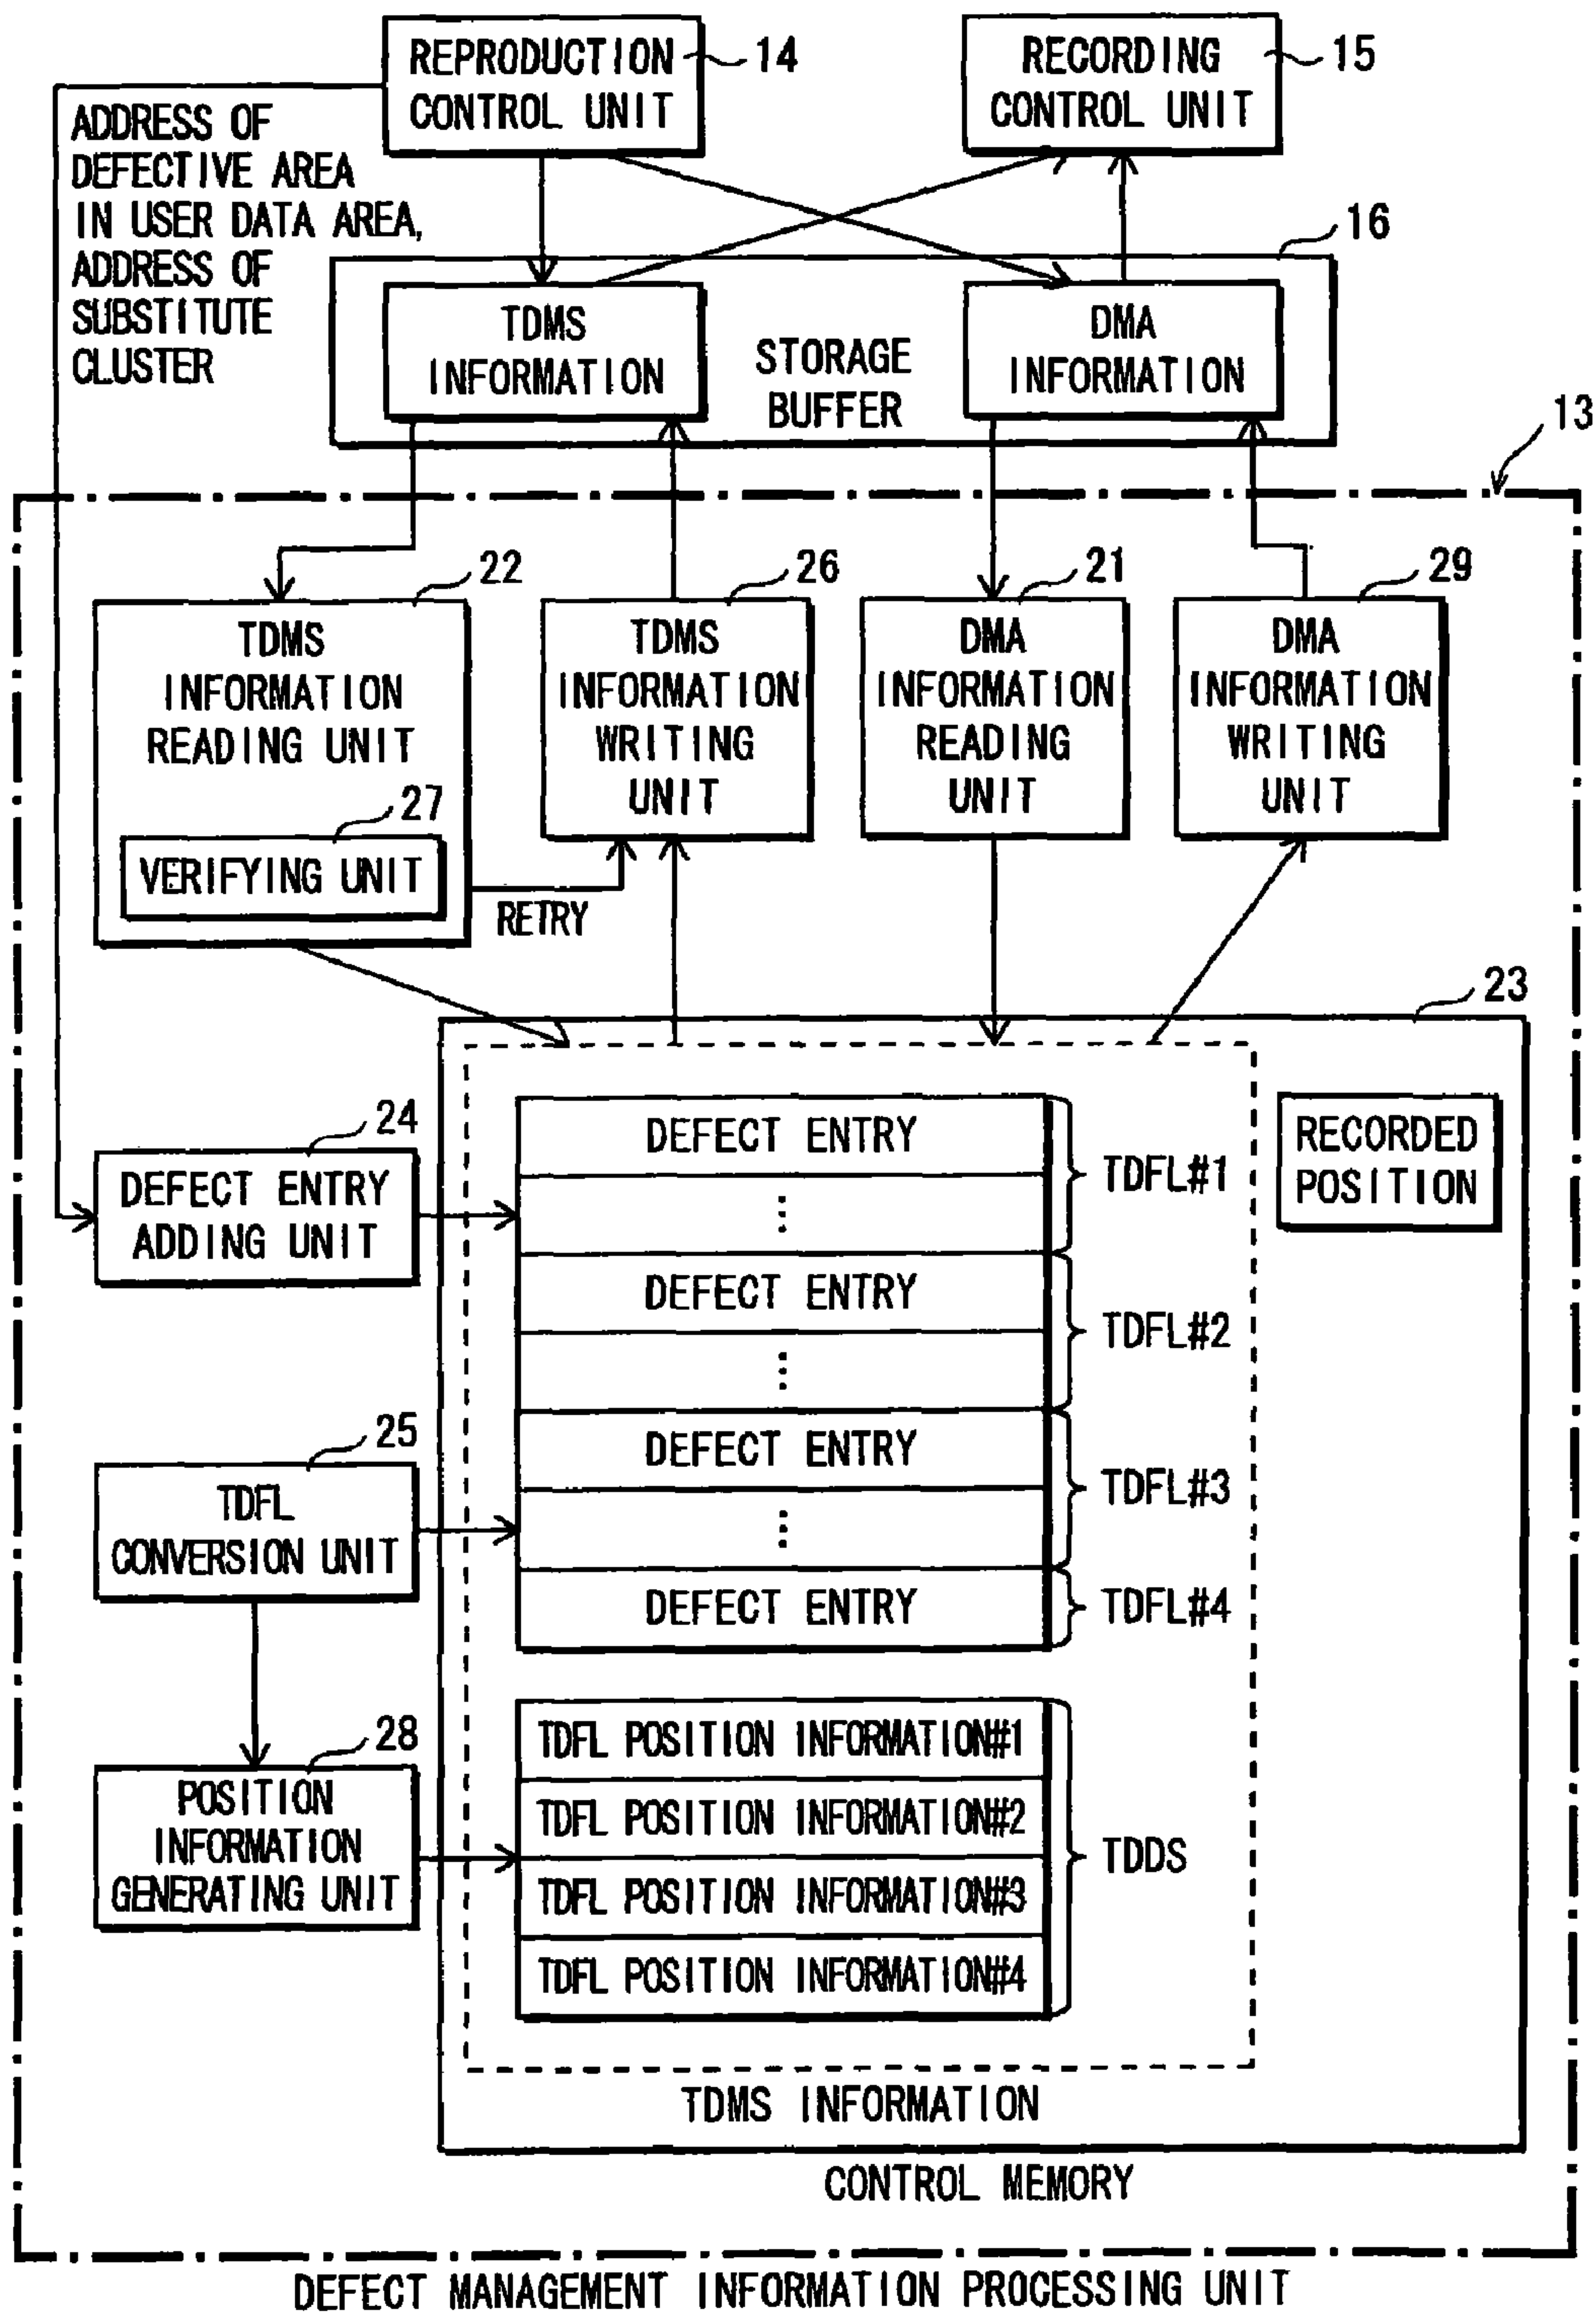 REPRODUCTION
CONTROL UNIT
14
RECORDING
CONTROL UNIT
15
ADDRESS OF
DEFECTIVE AREA
IN USER DATA AREA,
ADDRESS OF
SUBSTITUTE
CLUSTER
16
TDMS
INFORMATION
STORAGE
BUFFER
DMA
INFORMATION
13
22
TDMS
INFORMATION
READING UNIT
27
VERIFYING UNIT
RETRY
26
TDMS
INFORMATION
WRITING
UNIT
21
DMA
INFORMATION
READING
UNIT
29
DMA
INFORMATION
WRITING
UNIT
23
24
DEFECT ENTRY
ADDING UNIT
25
TDFL
CONVERSION UNIT
28
POSITION
INFORMATION
GENERATING UNIT
DEFECT ENTRY
⋮
TDFL#1
DEFECT ENTRY
⋮
TDFL#2
DEFECT ENTRY
⋮
TDFL#3
DEFECT ENTRY
TDFL#4
RECORDED
POSITION
TDFL POSITION INFORMATION#1
TDFL POSITION INFORMATION#2
TDFL POSITION INFORMATION#3
TDFL POSITION INFORMATION#4
TDDS
TDMS INFORMATION
CONTROL MEMORY
DEFECT MANAGEMENT INFORMATION PROCESSING UNIT